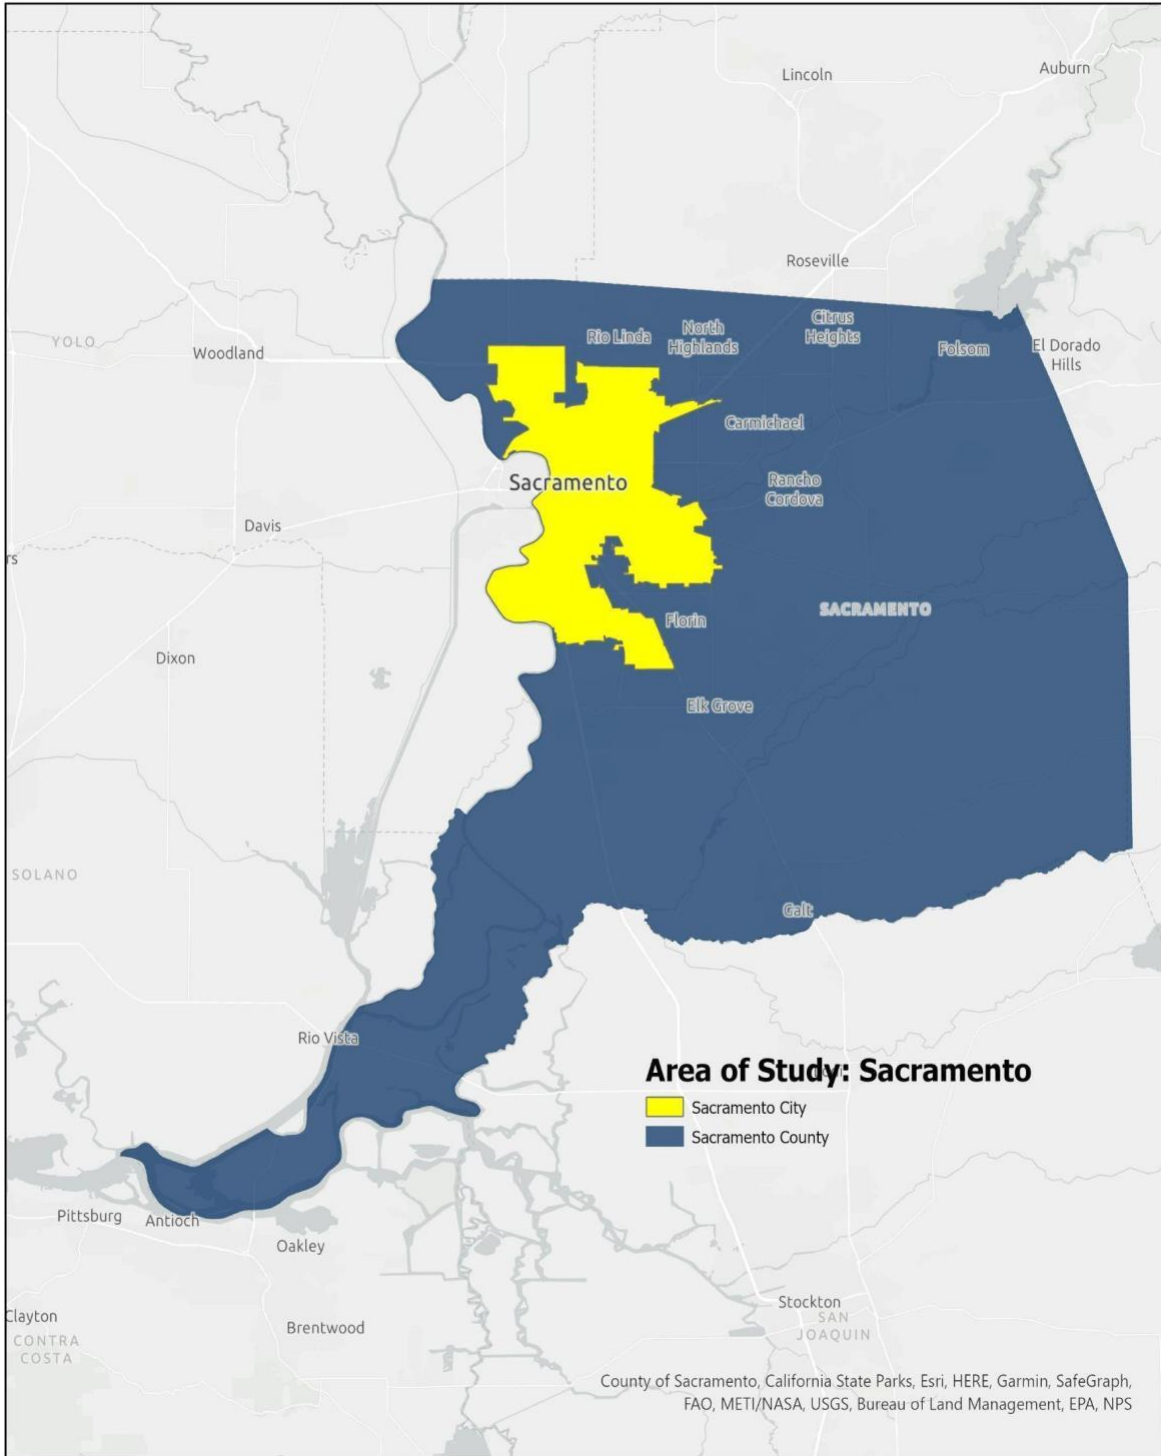 Lincoln
Auburn
Roseville
YOLO
Woodland
Rio Linda
North
Highlands
Citrus
Heights
Folsom
El Dorado
Hills
Carmichael
Sacramento
Rancho
Cordova
Davis
rs
SACRAMENTO
Florin
Dixon
Elk Grove
SOLANO
Galt
Rio Vista
Area of Study: Sacramento
Sacramento City
Sacramento County
Pittsburg
Antioch
Oakley
Stockton
SAN
JOAQUIN
Clayton
CONTRA
COSTA
Brentwood
County of Sacramento, California State Parks, Esri, HERE, Garmin, SafeGraph,
FAO, METI/NASA, USGS, Bureau of Land Management, EPA, NPS